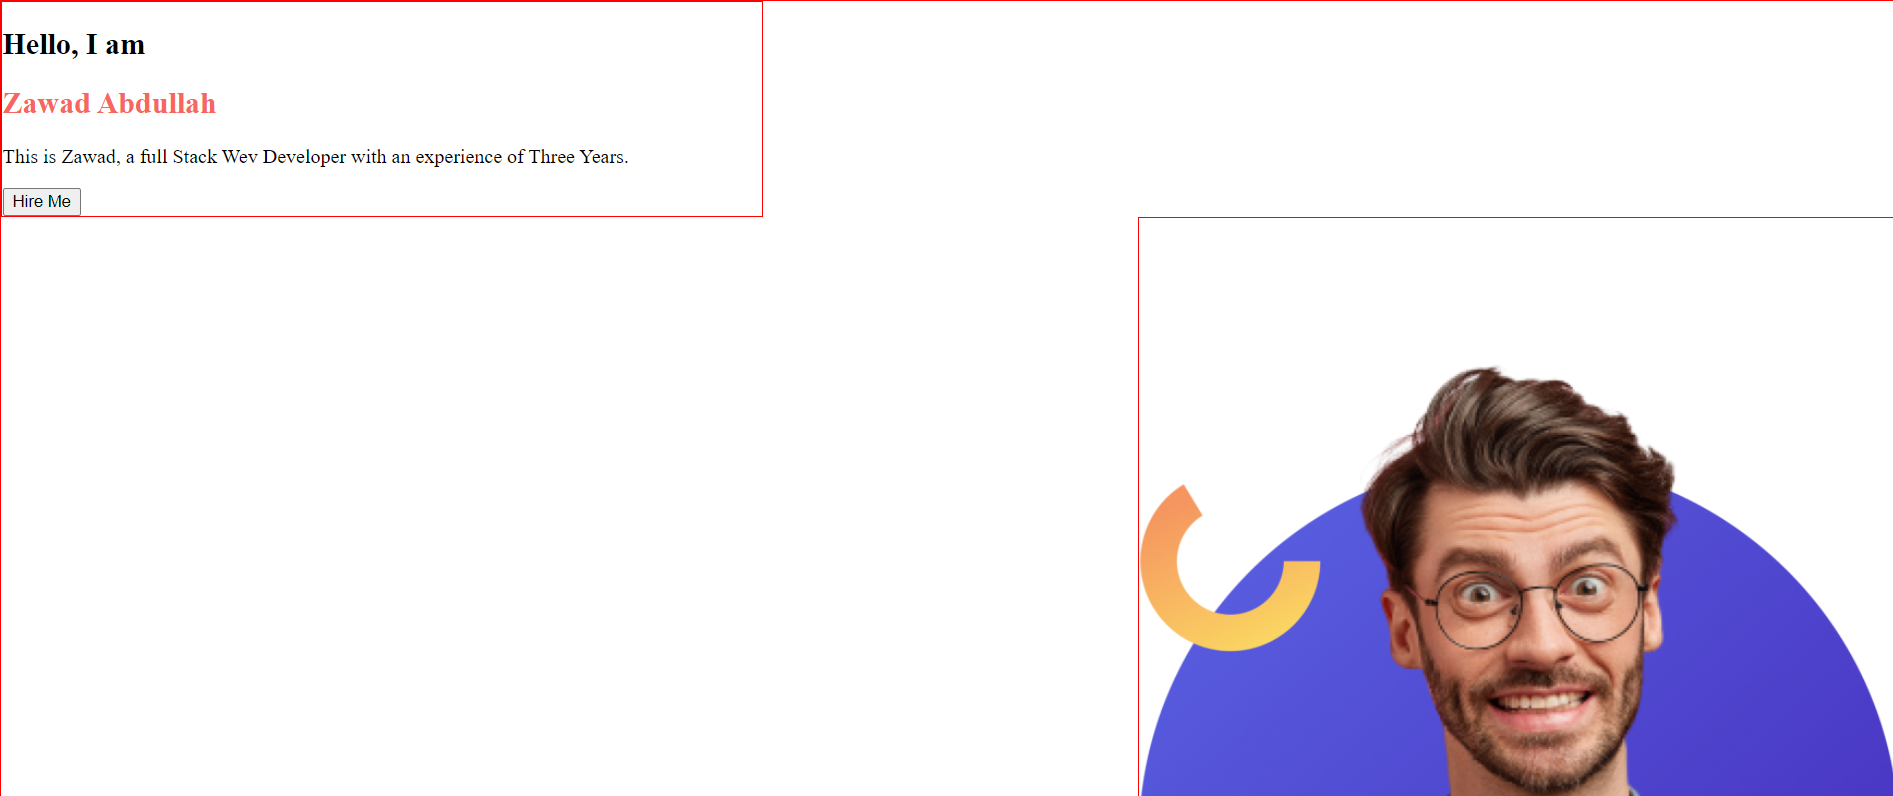 Hello, I am
Zawad Abdullah
This is Zawad, a full Stack Wev Developer with an experience of Three Years.
Hire Me